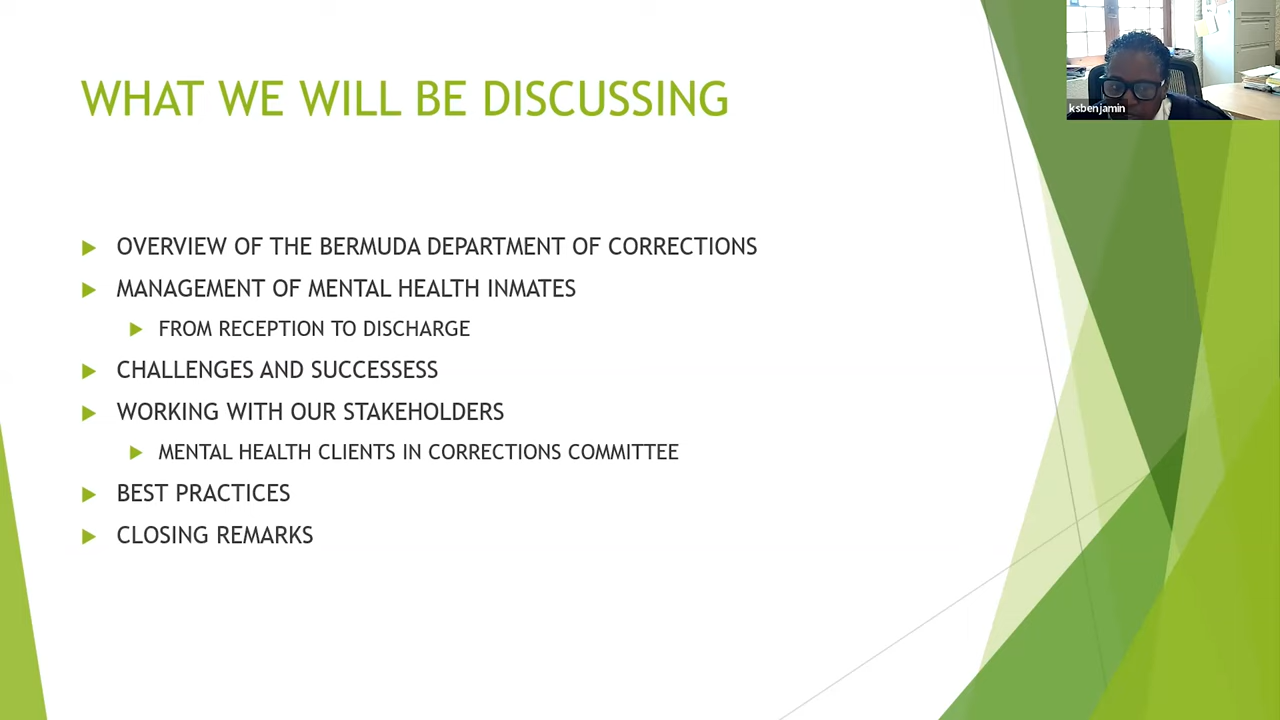 WHAT WE WILL BE DISCUSSING
ksbenjamin
OVERVIEW OF THE BERMUDA DEPARTMENT OF CORRECTIONS
MANAGEMENT OF MENTAL HEALTH INMATES
FROM RECEPTION TO DISCHARGE
CHALLENGES AND SUCCESSESS
WORKING WITH OUR STAKEHOLDERS
MENTAL HEALTH CLIENTS IN CORRECTIONS COMMITTEE
BEST PRACTICES
CLOSING REMARKS